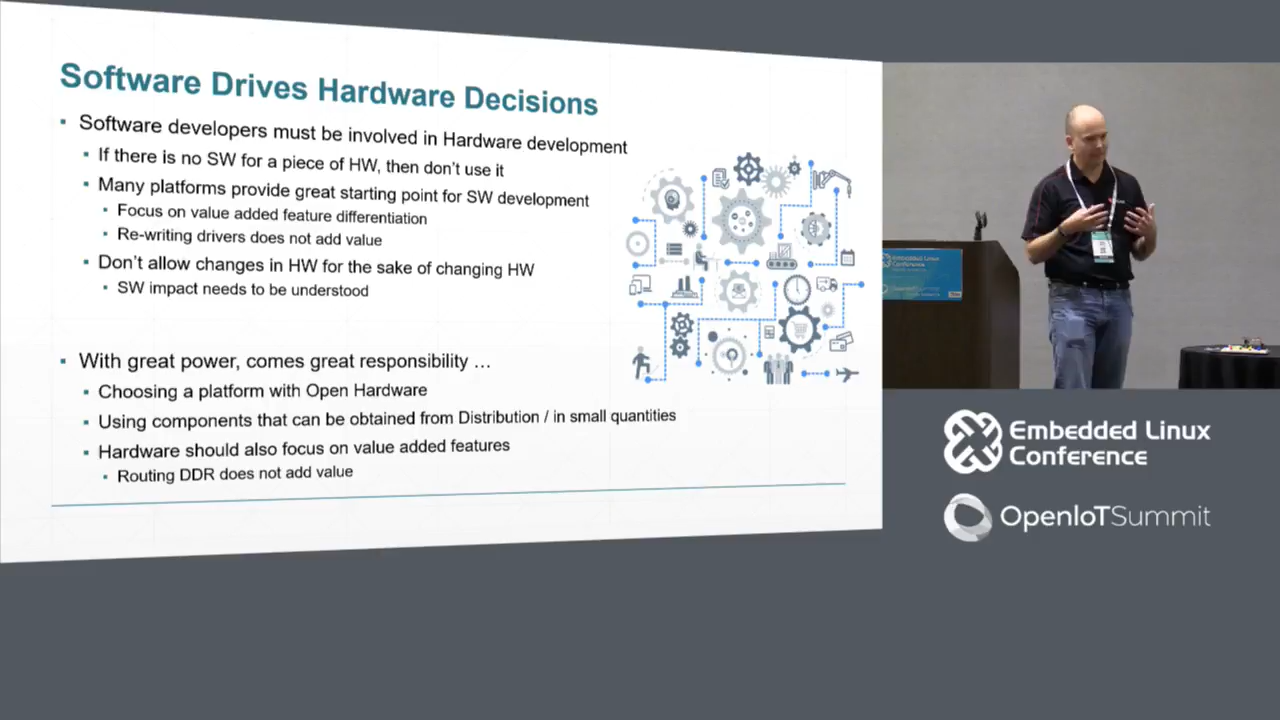 Software Drives Hardware Decisions
Software developers must be involved in Hardware development
If there is no SW for a piece of HW, then don't use it
Many platforms provide great starting point for SW development
Focus on value added feature differentiation
Re-writing drivers does not add value
Don't allow changes in HW for the sake of changing HW
SW impact needs to be understood
With great power, comes great responsibility …
Choosing a platform with Open Hardware
Using components that can be obtained from Distribution / in small quantities
Hardware should also focus on value added features
Routing DDR does not add value
Embedded Linux
Conference
Embedded Linux
Conference
OpenIoTSummit